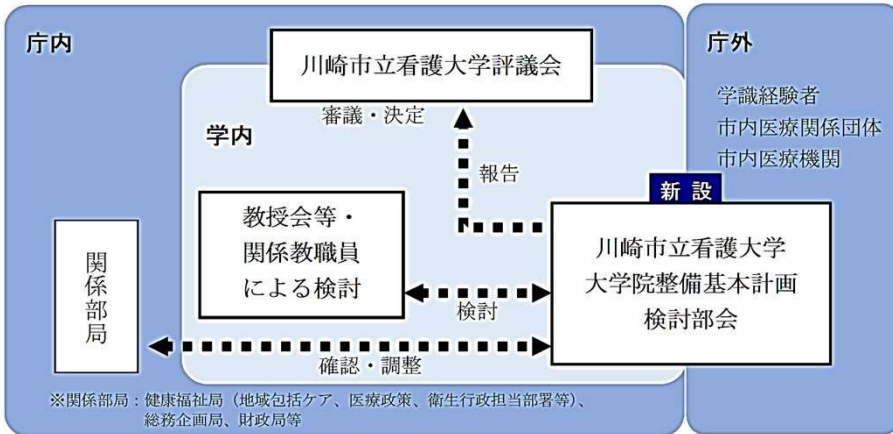 庁内
庁外
川崎市立看護大学評議会
審議・決定
学識経験者
市内医療関係団体
市内医療機関
学内
報告
新設
教授会等・
関係教職員
による検討
川崎市立看護大学
大学院整備基本計画
検討部会
関係部局
検討
確認・調整
※関係部局：健康福祉局（地域包括ケア、医療政策、衛生行政担当部署等）、
総務企画局、財政局等